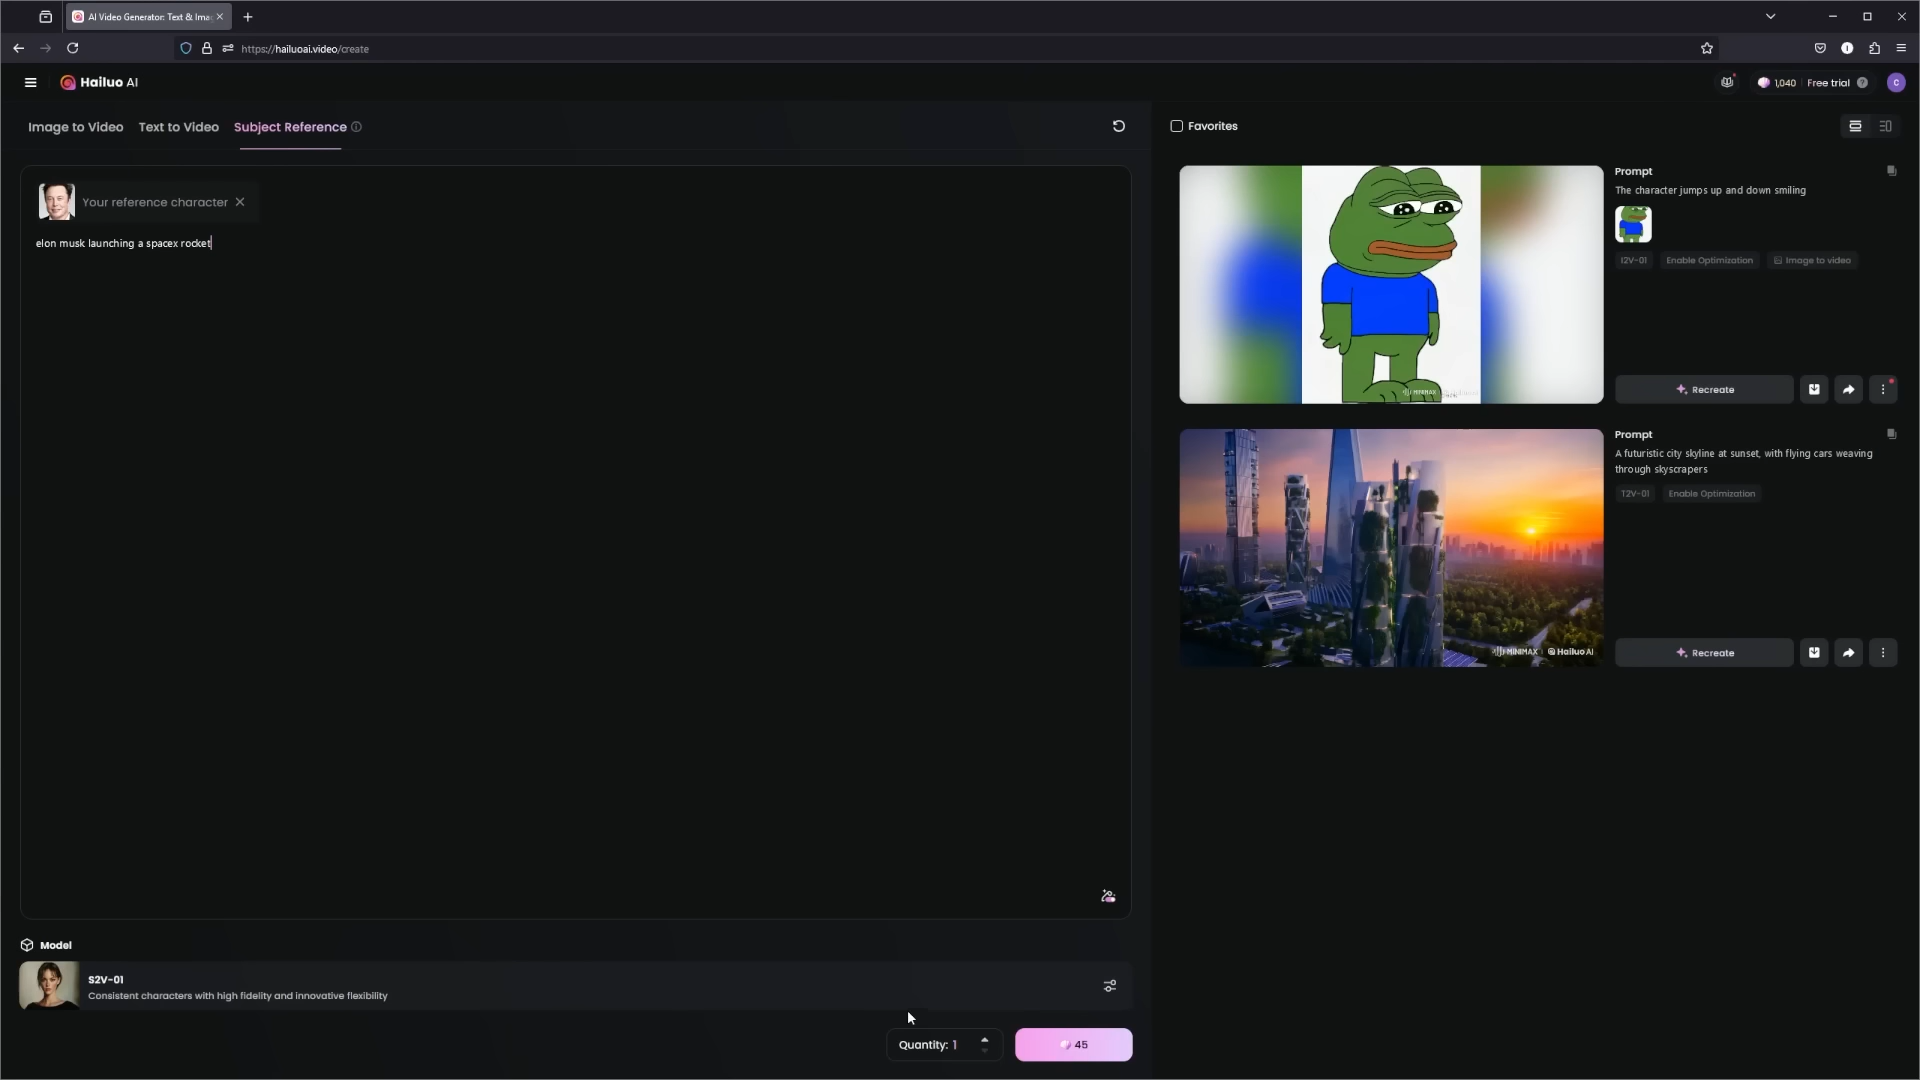 AI Video Generator: Text & Ima
https://hailuoai.video/create
Hailuo AI
1,040
Free trial
C
Image to Video
Text to Video
Subject Reference
Your reference character
elon musk launching a spacex rocket
Model
S2V-01
Consistent characters with high fidelity and innovative flexibility
Quantity: 1
45
Favorites
Prompt
The character jumps up and down smiling
I2V-01
Enable Optimization
Image to video
Recreate
MINIMAX
Prompt
A futuristic city skyline at sunset, with flying cars weaving
through skyscrapers
T2V-01
Enable Optimization
MINIMAX
Hailuo AI
Recreate